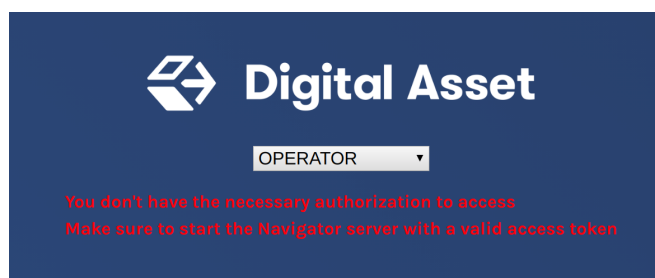 Digital Asset
OPERATOR
You don't have the necessary authorization to access
Make sure to start the Navigator server with a valid access token